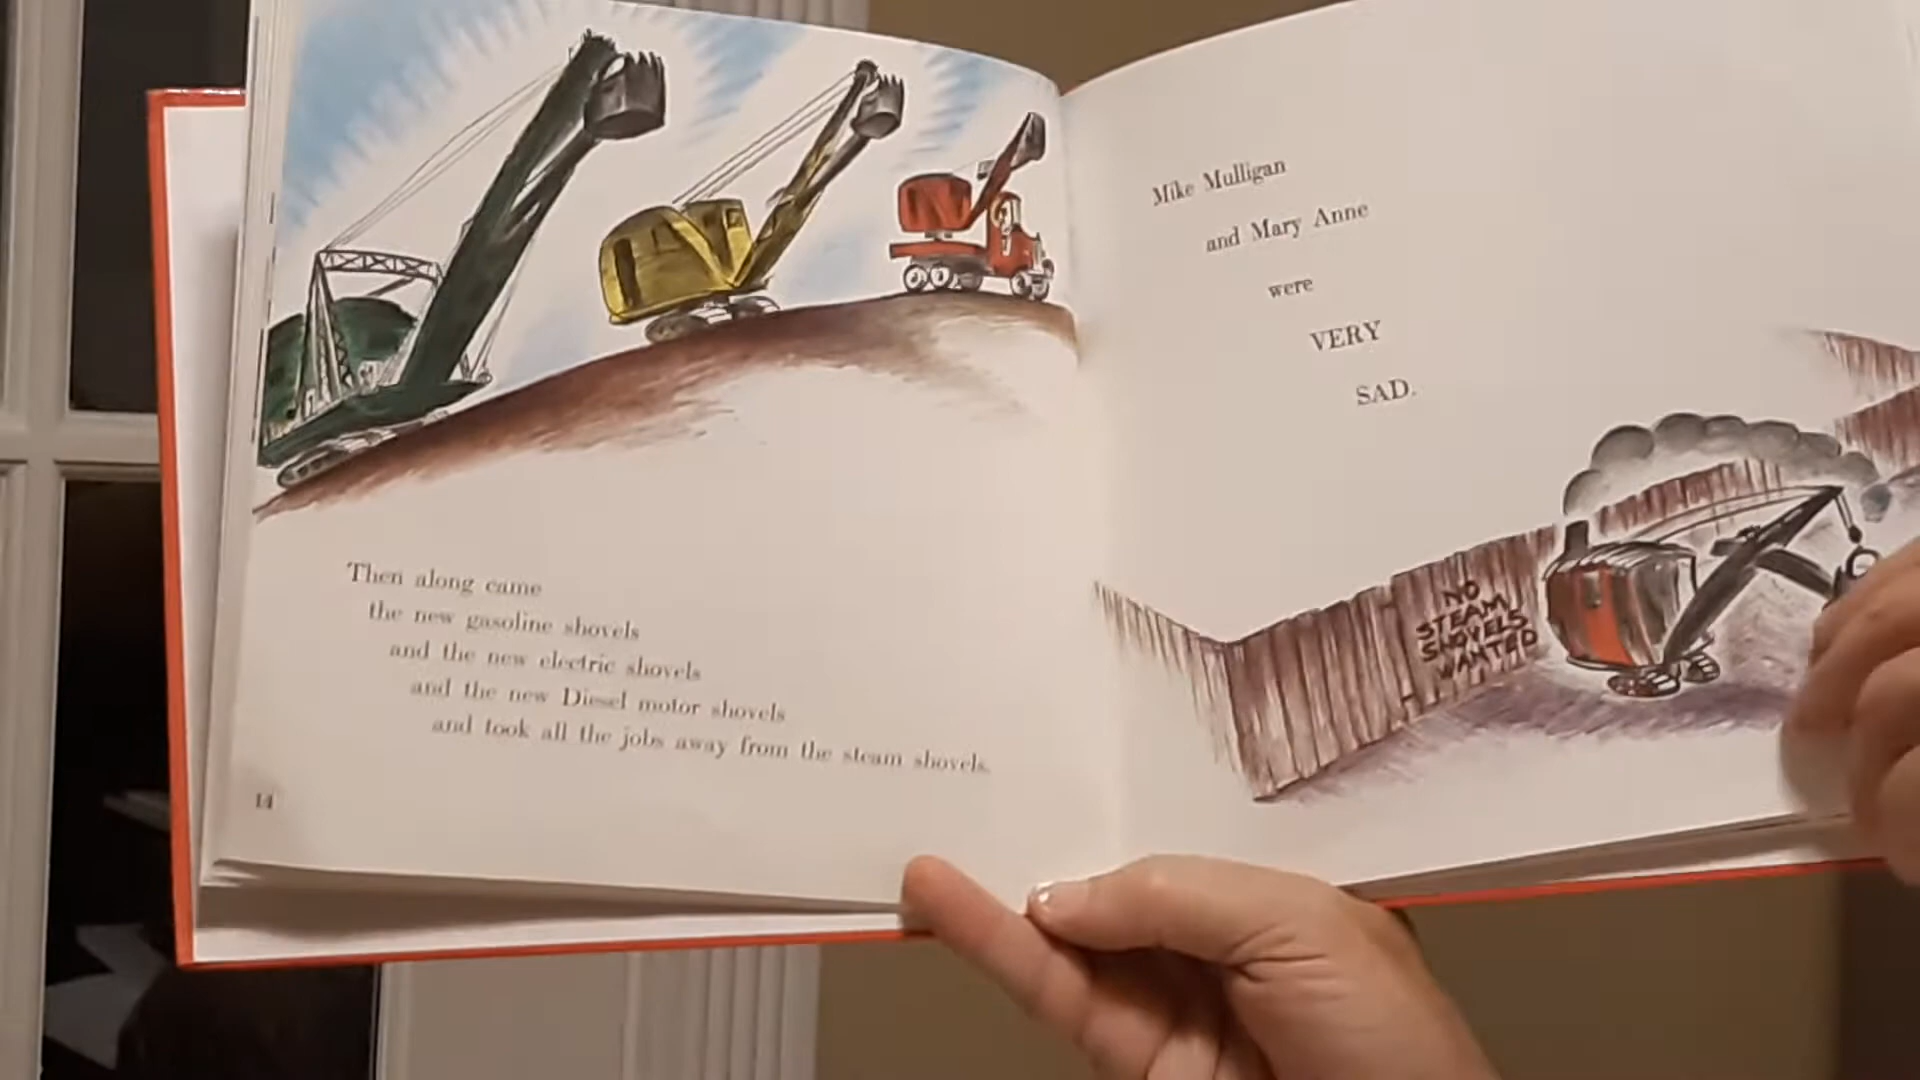 Then along came
the new gasoline shovels
and the new electric shovels
and the new Diesel motor shovels
and took all the jobs away from the steam shovels.
14
Mike Mulligan
and Mary Anne
were
VERY
SAD.
NO
STEAM
SHOVELS
WANTED